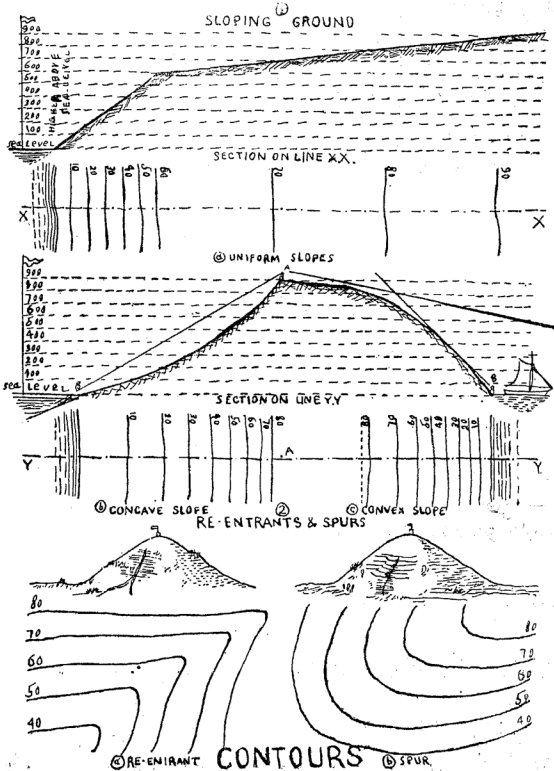 1
SLOPING GROUND
900
800
700
600
500
400
300
200
100
HIGHER ABOVE
SEA LEVEL
sea LEVEL
SECTION ON LINE X.X.
10 20 30 40 50 60 70 80 90
X X
a UNIFORM SLOPES
A
900
800
700
600
500
400
300
200
100
sea LEVEL B
B
SECTION ON LINE Y.Y
10 20 30 40 50 60 70 80 80 70 60 50 40 30 20 10
Y .A Y
b CONCAVE SLOPE 2 c CONVEX SLOPE
RE-ENTRANTS & SPURS
80
70
60
50
40
80
70
60
50
40
a RE-ENIRANT CONTOURS b SPUR